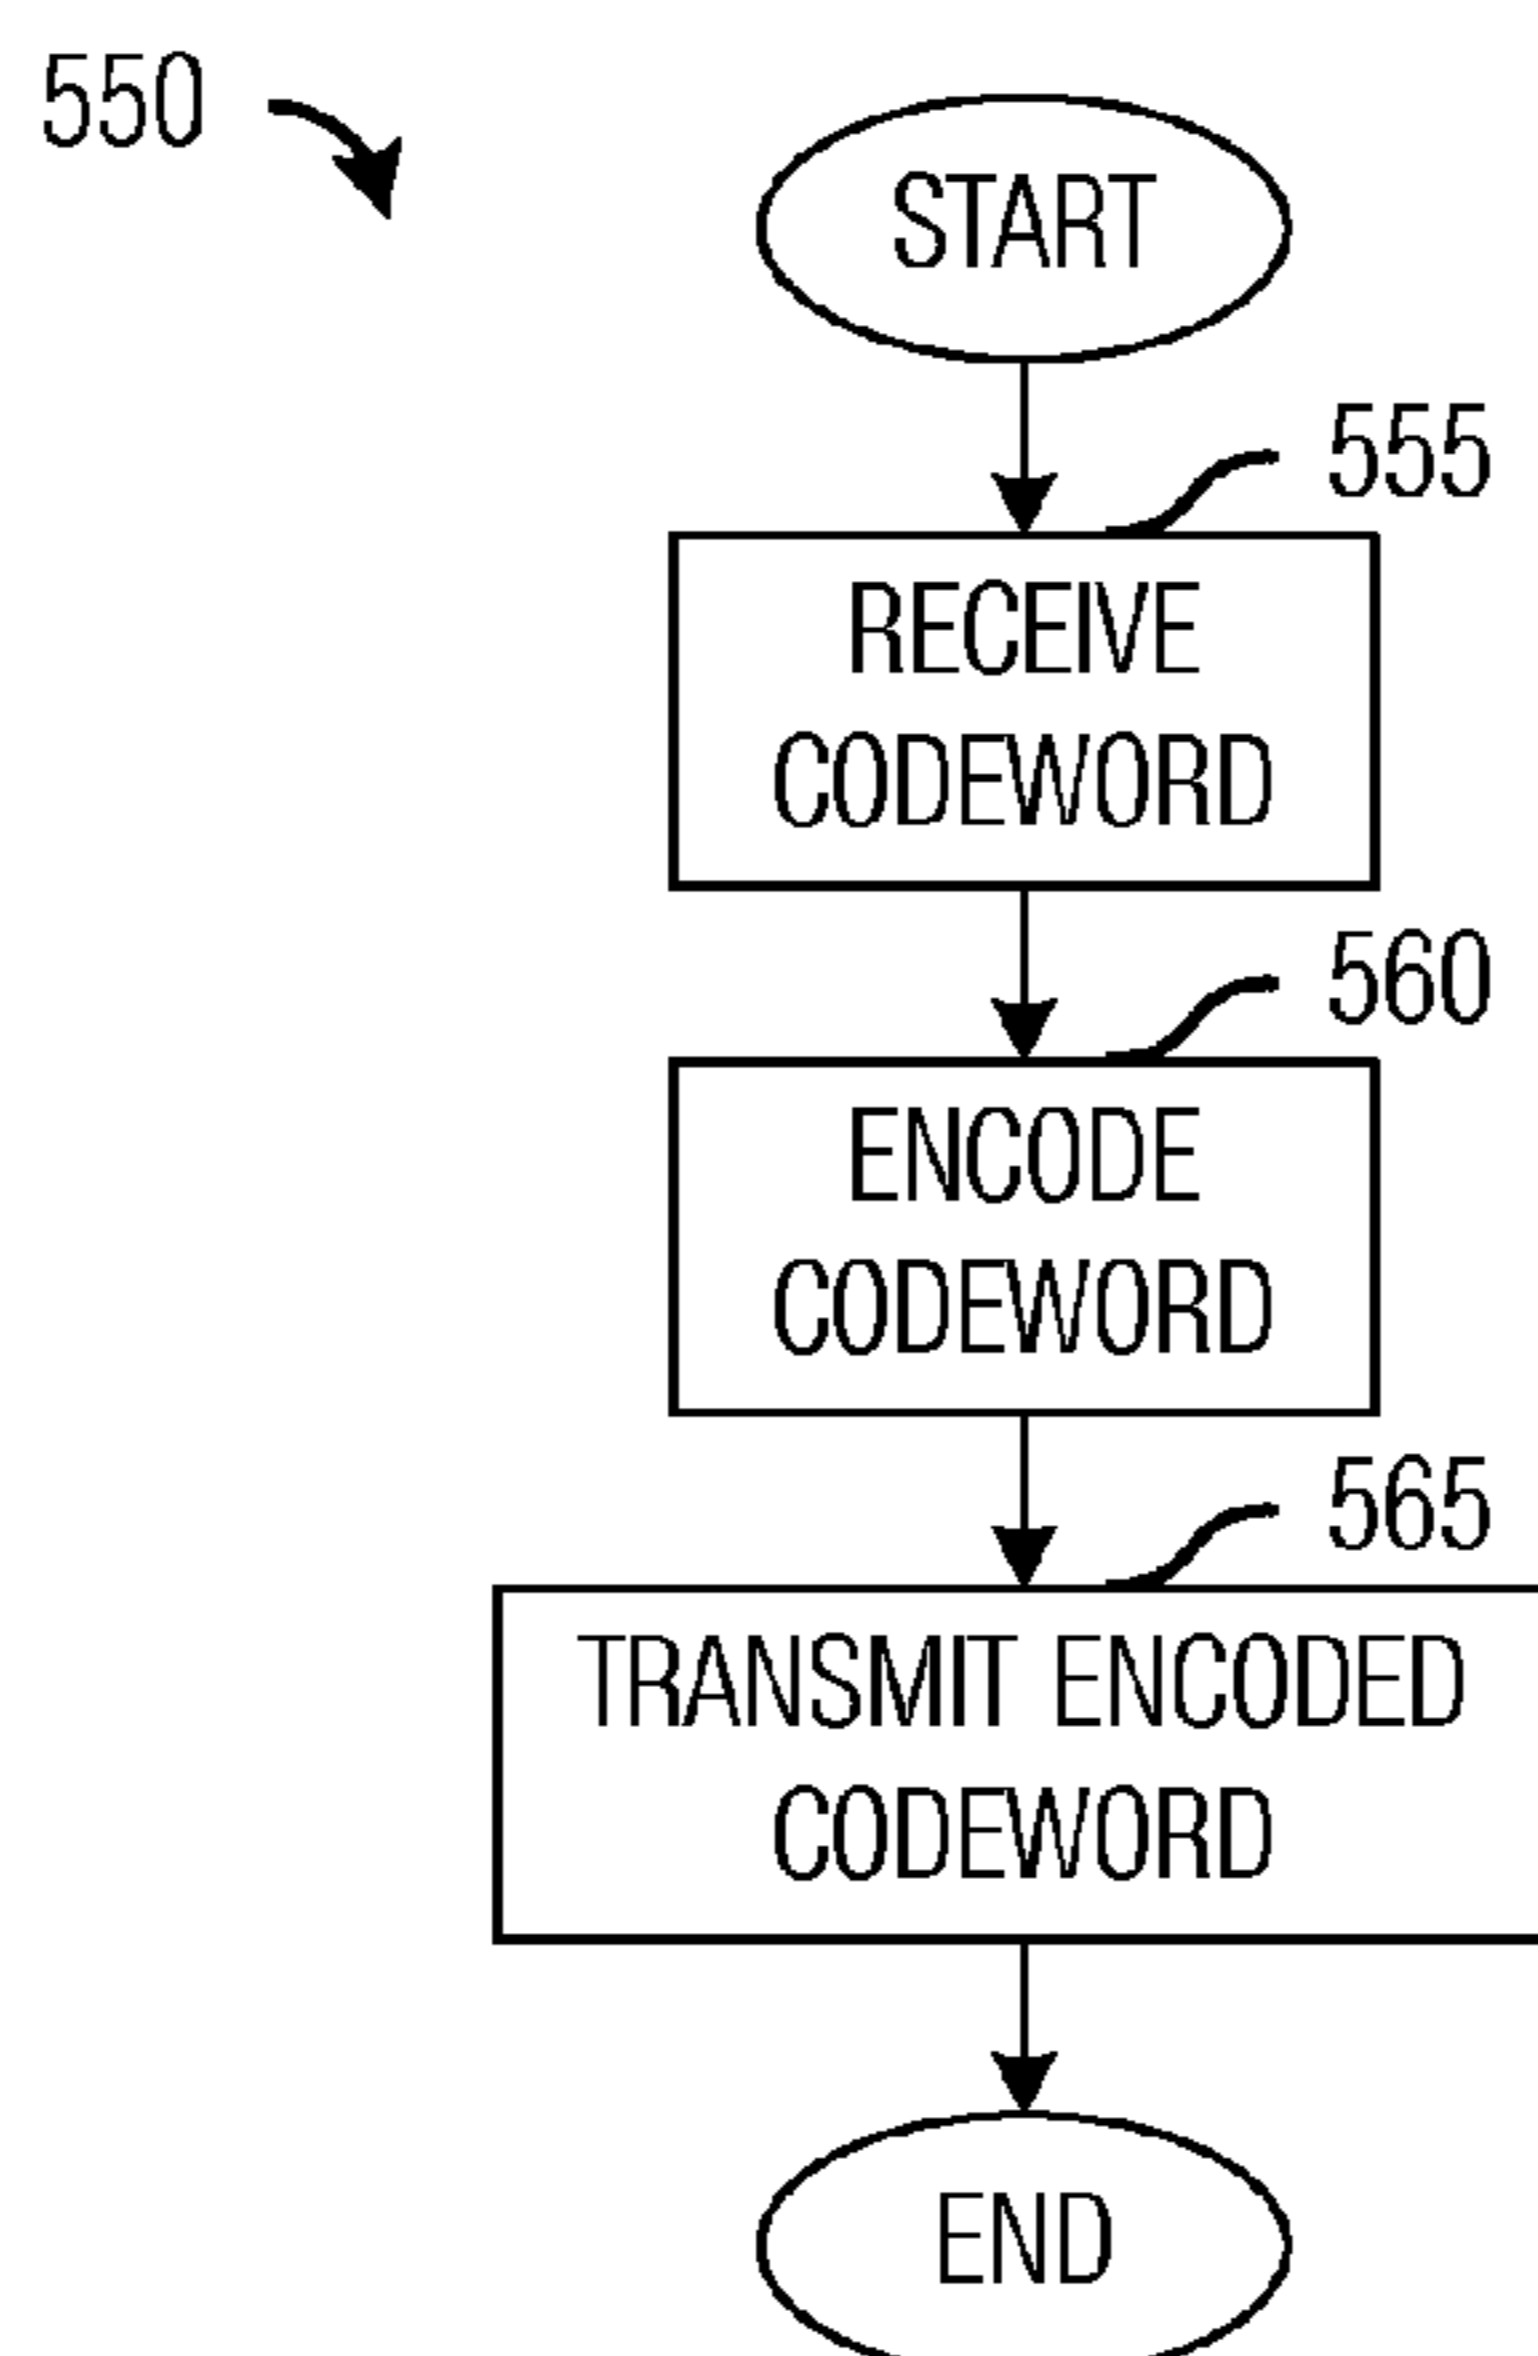 550
START
555
RECEIVE
CODEWORD
560
ENCODE
CODEWORD
565
TRANSMIT ENCODED
CODEWORD
END